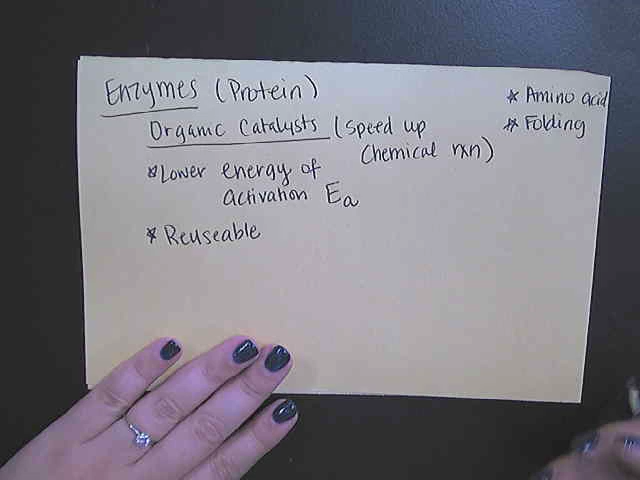 Enzymes (Protein)
* Amino acid
* Folding
Organic Catalysts (Speed up
Chemical rxn)
*Lower energy of
activation Ea
* Reuseable